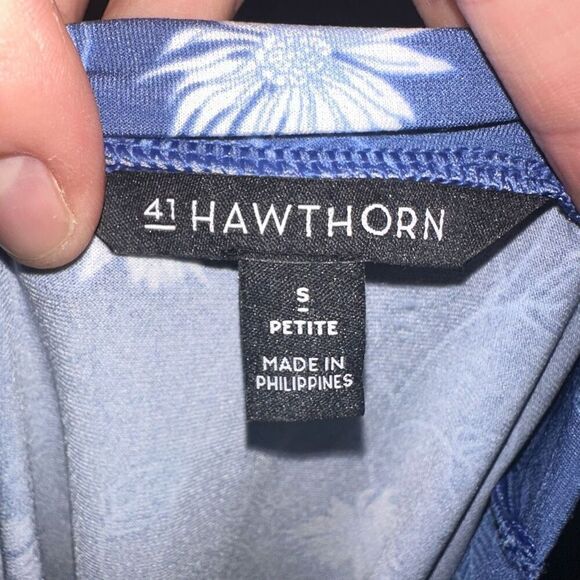 41 HAWTHORN
S
PETITE
MADE IN
PHILIPPINES